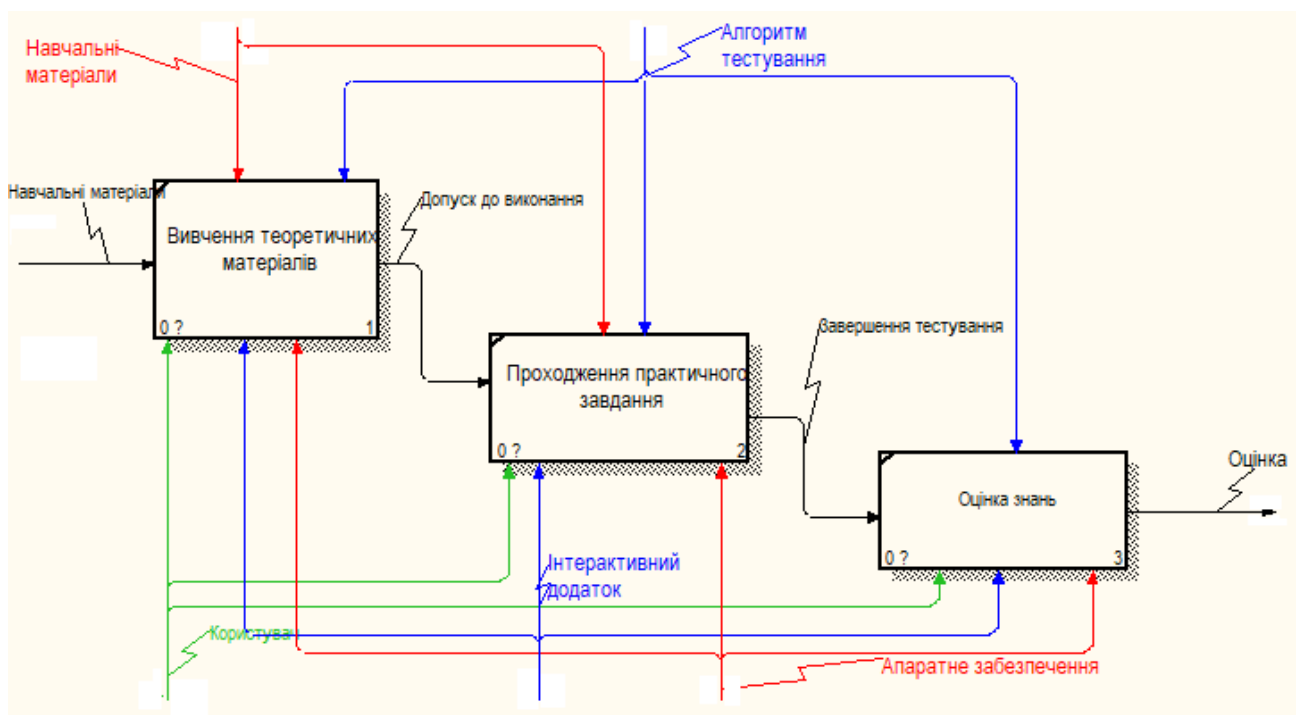 Навчальні
матеріали
Алгоритм
тестування
Навчальні матеріали
Допуск до виконання
Вивчення теоретичних
матеріалів
0 ?
1
Завершення тестування
Проходження практичного
завдання
0 ?
2
Оцінка
Оцінка знань
0 ?
3
Інтерактивний
додаток
Користувач
Апаратне забезпечення